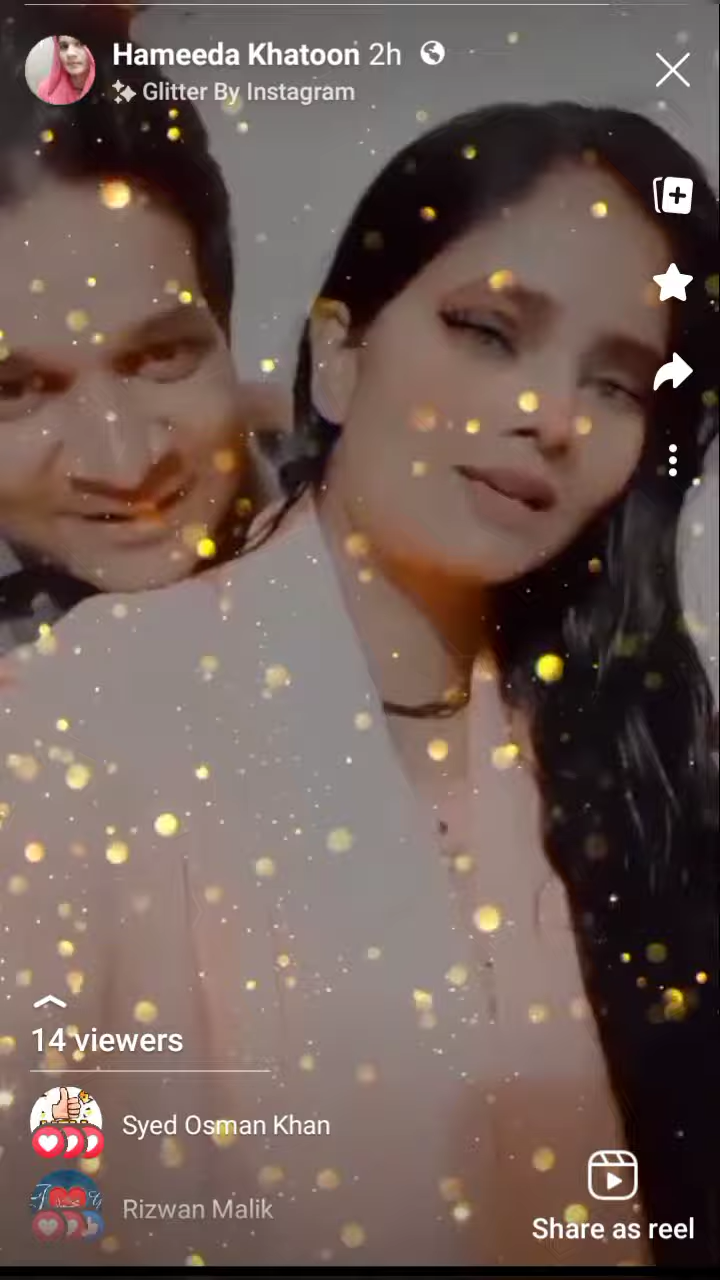 Hameeda Khatoon 2h
Glitter By Instagram
14 viewers
Syed Osman Khan
Rizwan Malik
Share as reel